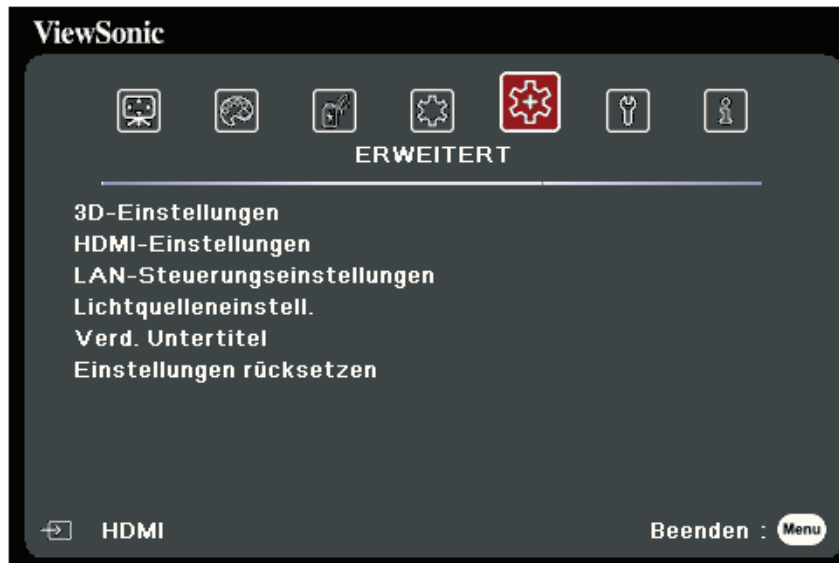 ViewSonic
ERWEITERT
3D-Einstellungen
HDMI-Einstellungen
LAN-Steuerungseinstellungen
Lichtquelleneinstell.
Verd. Untertitel
Einstellungen rücksetzen
HDMI
Beenden : Menu